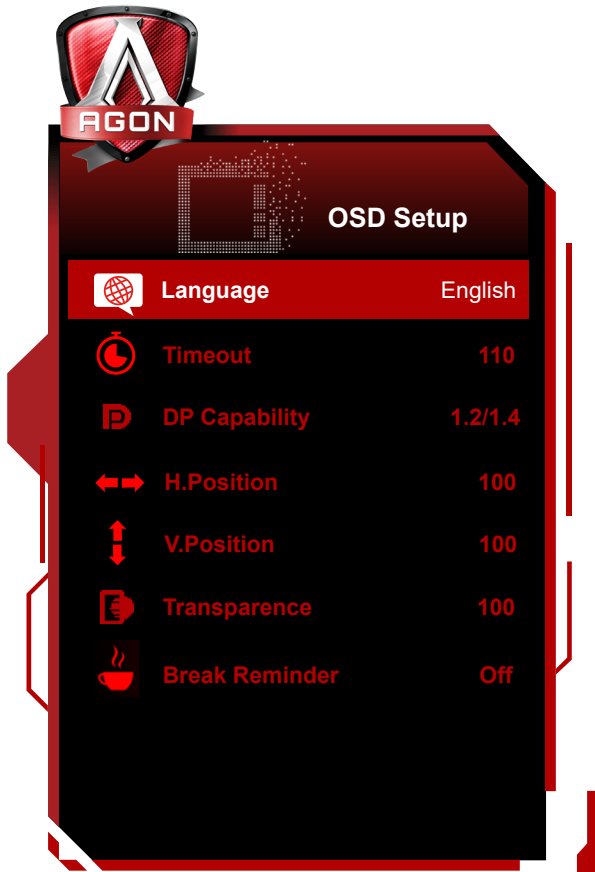 AGON
OSD Setup
Language English
Timeout 110
DP Capability 1.2/1.4
H.Position 100
V.Position 100
Transparence 100
Break Reminder Off